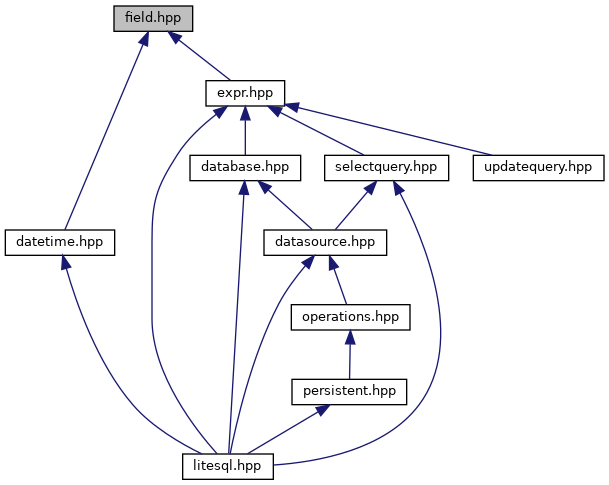 field.hpp
expr.hpp
database.hpp
selectquery.hpp
updatequery.hpp
datetime.hpp
datasource.hpp
operations.hpp
persistent.hpp
litesql.hpp